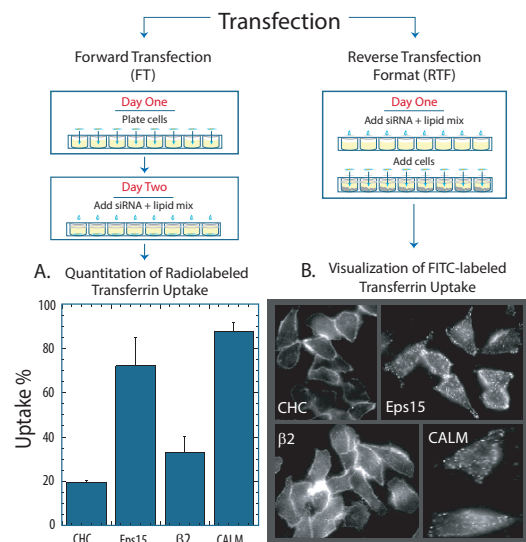 Transfection
Forward Transfection
(FT)
Day One
Plate cells
Day Two
Add siRNA + lipid mix
Reverse Transfection
Format (RTF)
Day One
Add siRNA + lipid mix
Add cells
A. Quantitation of Radiolabeled
Transferrin Uptake
Uptake %
100
80
60
40
20
0
CHC Eps15 β2 CALM
B. Visualization of FITC-labeled
Transferrin Uptake
CHC Eps15
β2 CALM